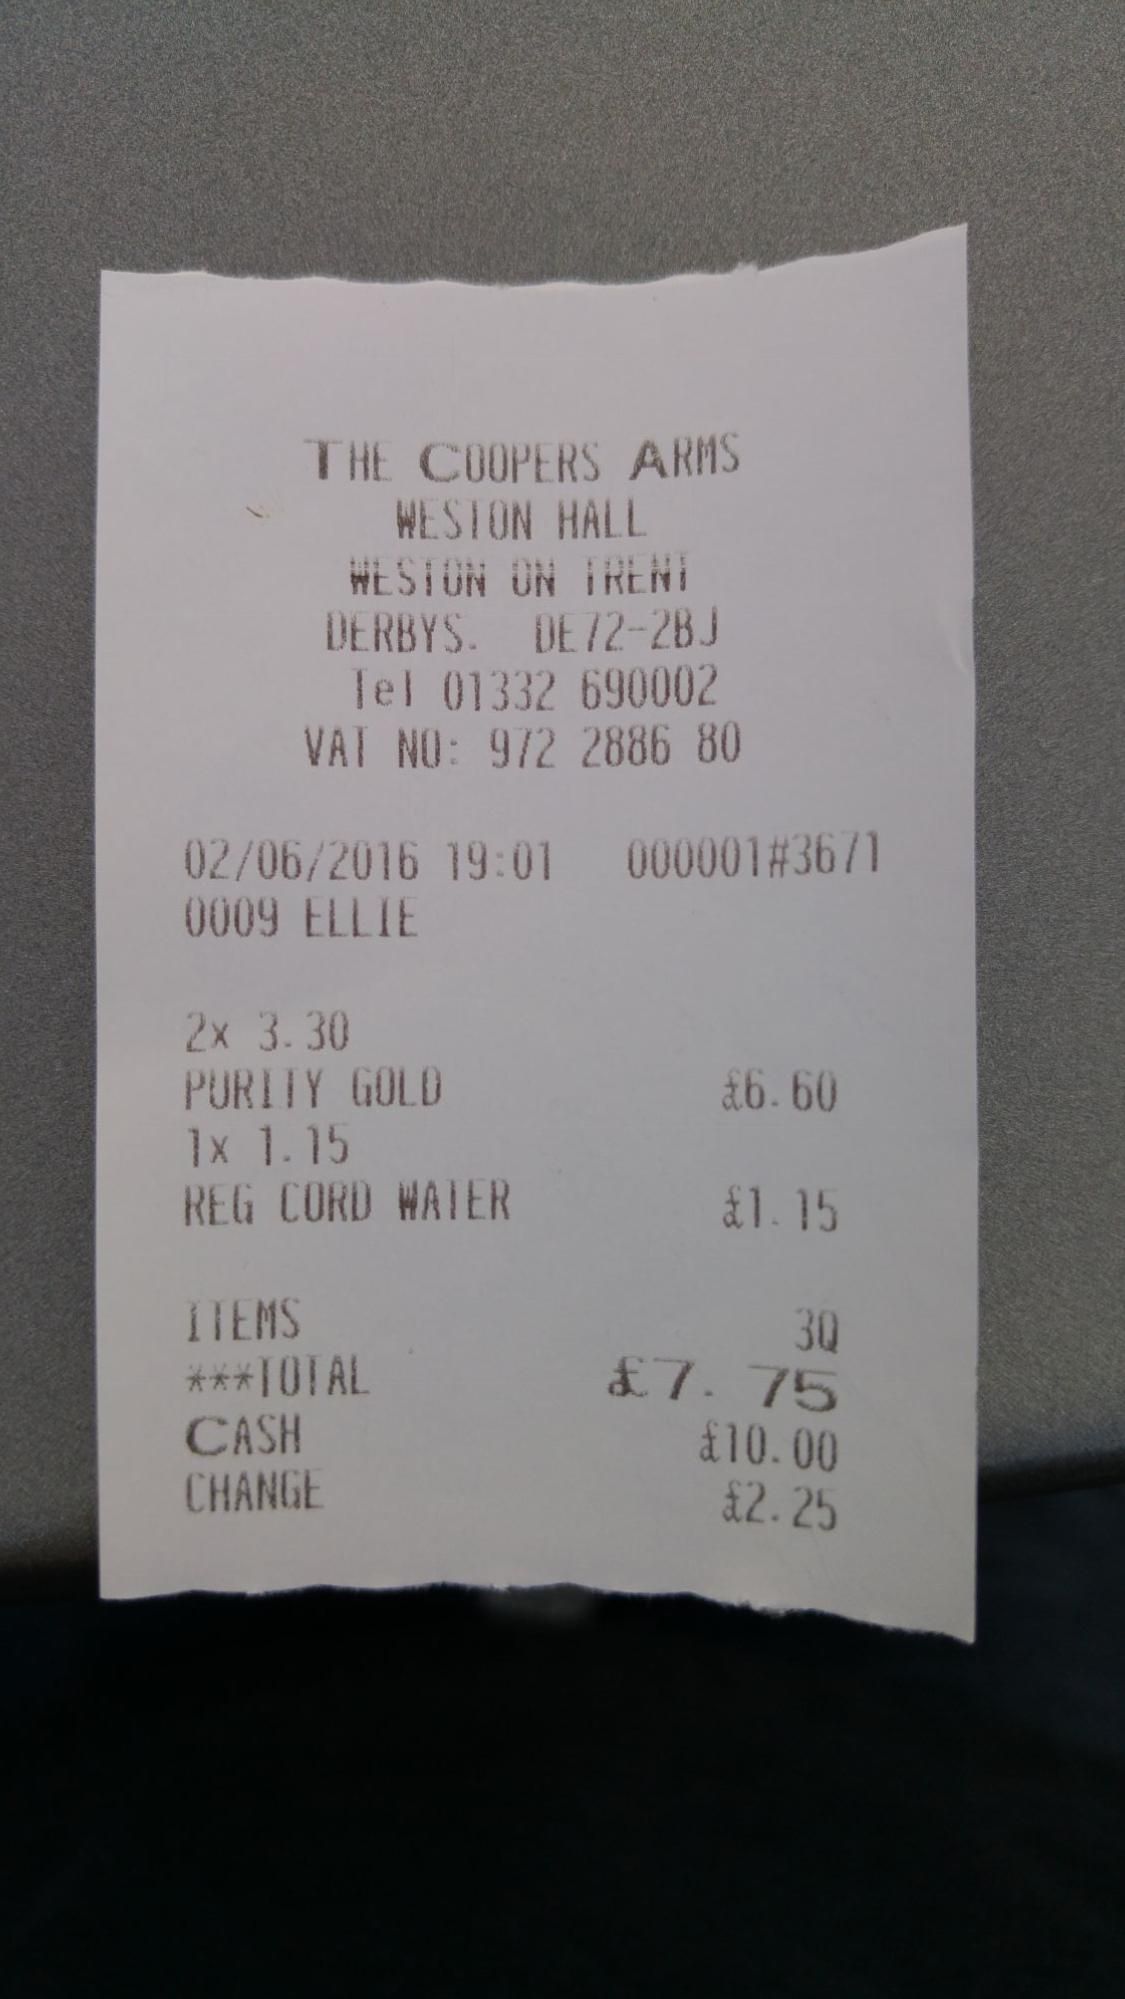 THE COOPERS ARMS
WESTON HALL
WESTON ON TRENT
DERBYS. DE72-2BJ
Tel 01332 690002
VAT NO: 972 2886 80
02/06/2016 19:01 000001#3671
0009 ELLIE
2x 3.30
PURITY GOLD £6.60
1x 1.15
REG CORD WATER £1.15
ITEMS 3Q
***TOTAL £7.75
CASH £10.00
CHANGE £2.25